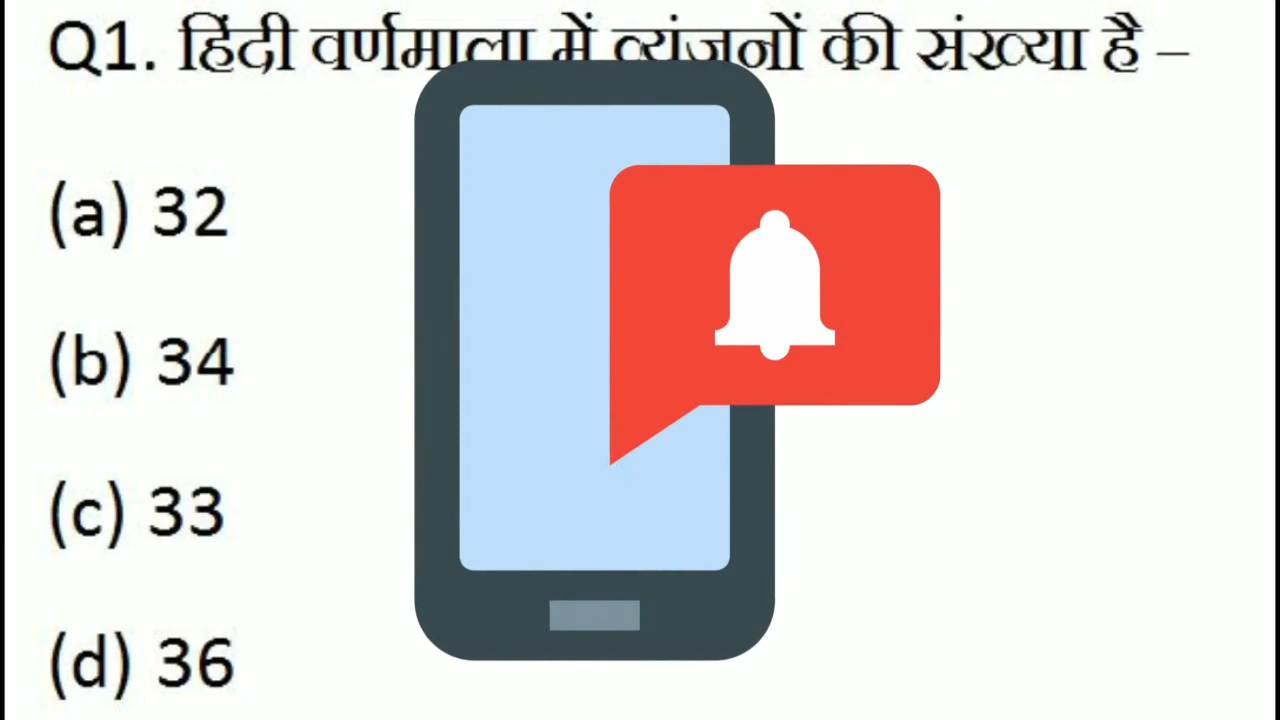 Q1. हिंदी वर्णमाला में व्यंजनों की संख्या है –
(a) 32
(b) 34
(c) 33
(d) 36